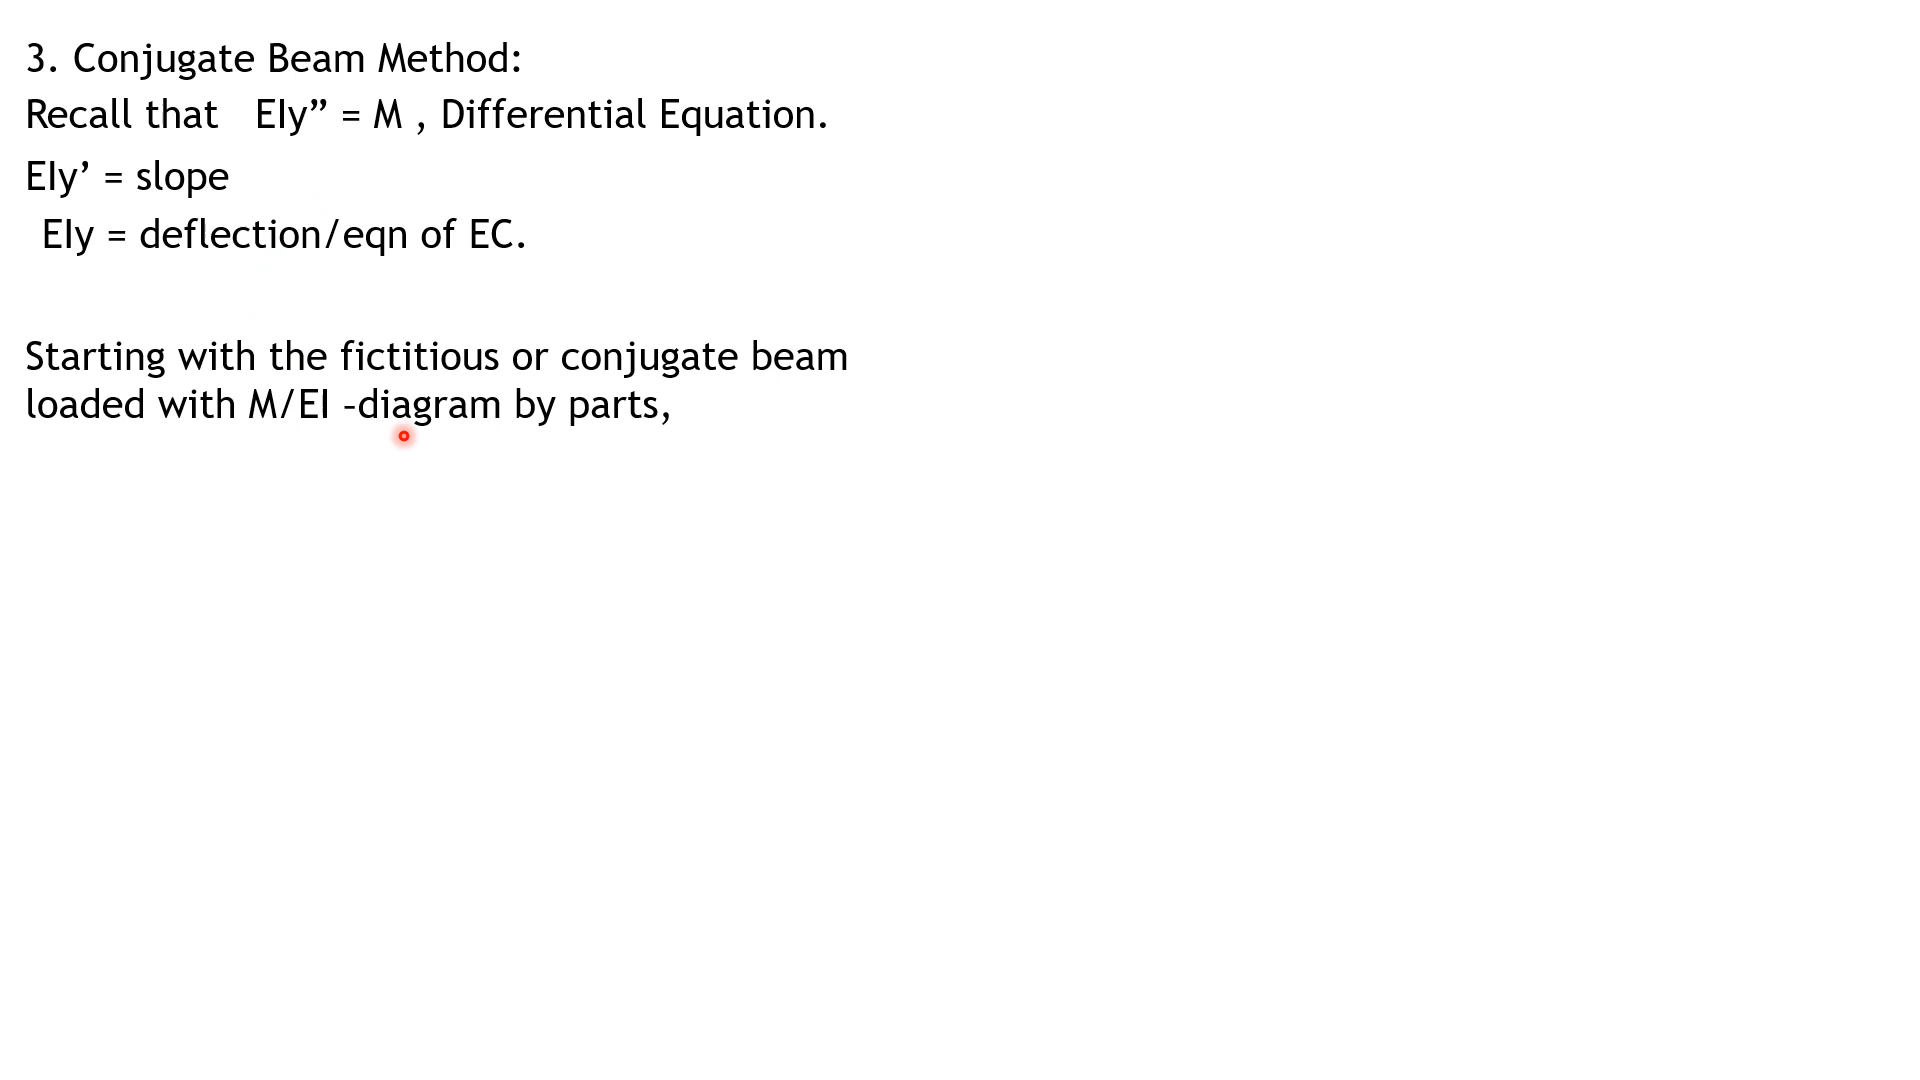 3. Conjugate Beam Method:
Recall that EIy” = M , Differential Equation.
EIy’ = slope
EIy = deflection/eqn of EC.
Starting with the fictitious or conjugate beam
loaded with M/EI –diagram by parts,